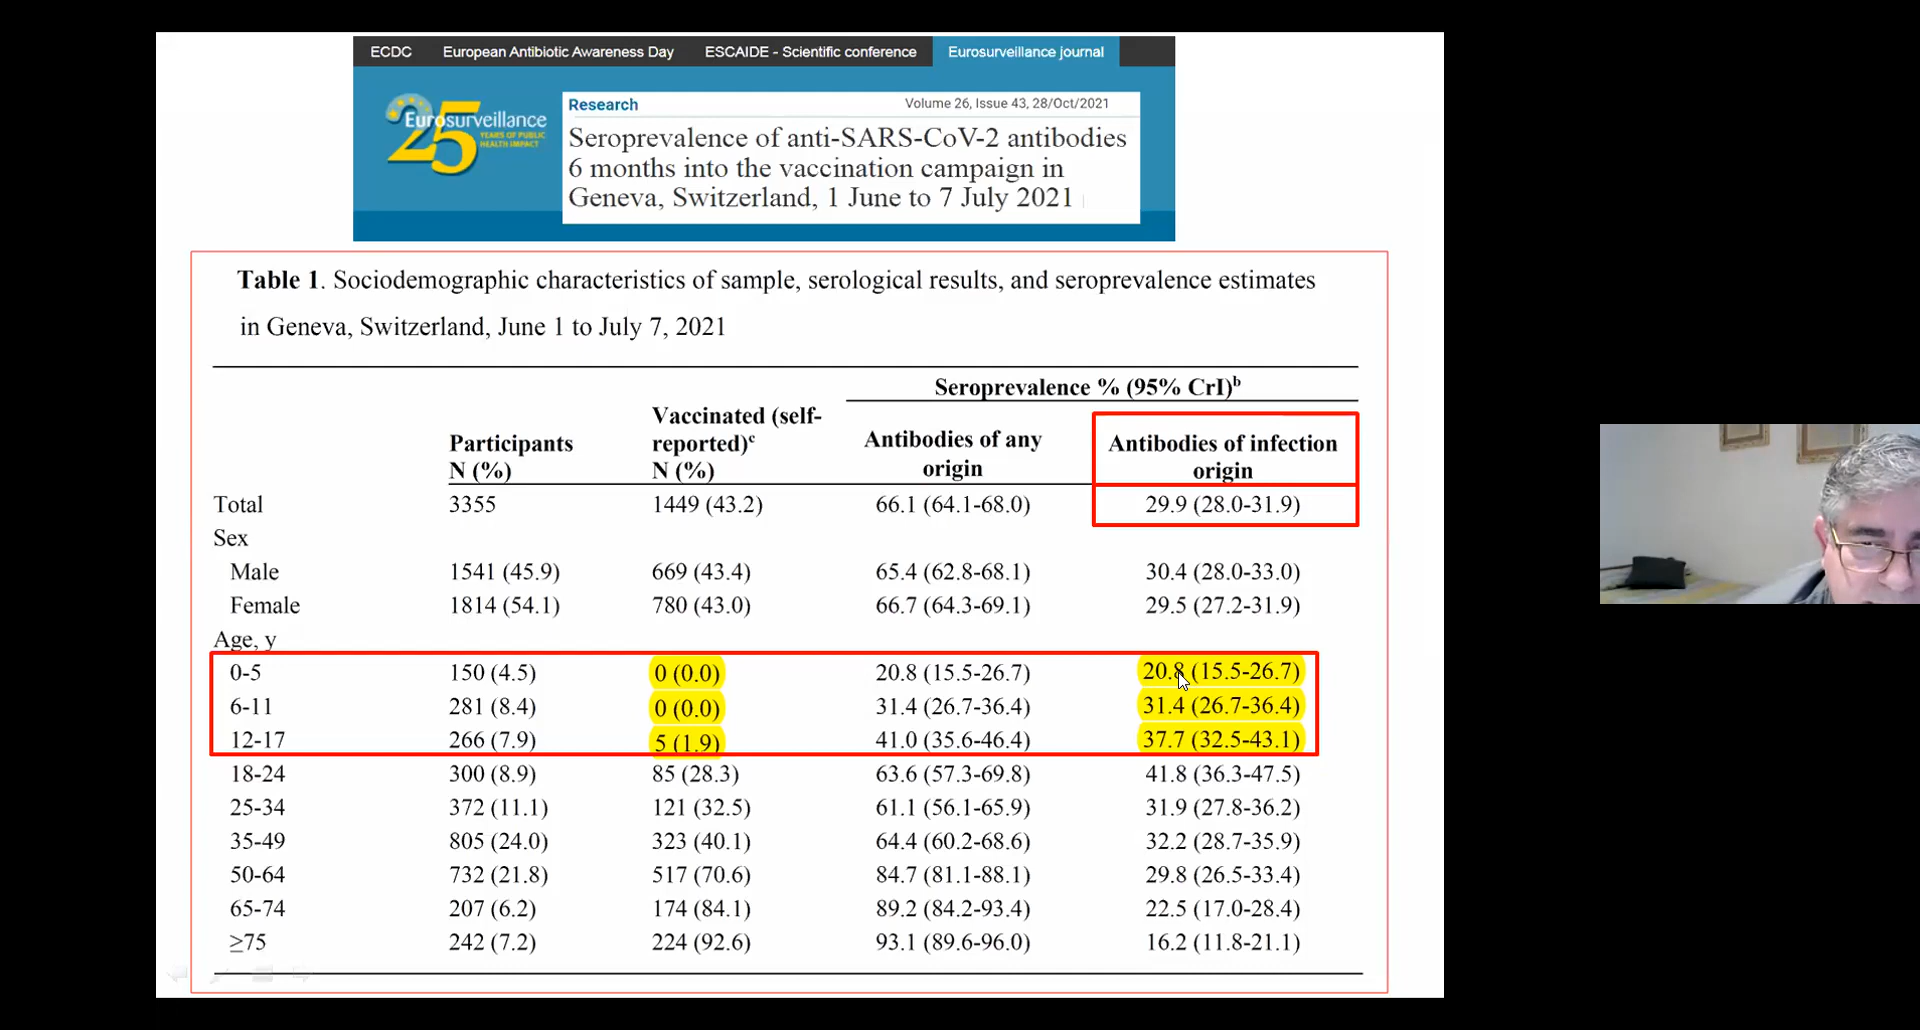 ECDC European Antibiotic Awareness Day ESCAIDE - Scientific conference Eurosurveillance journal
25
Eurosurveillance
YEARS OF PUBLIC
HEALTH IMPACT
Research Volume 26, Issue 43, 28/Oct/2021
Seroprevalence of anti-SARS-CoV-2 antibodies
6 months into the vaccination campaign in
Geneva, Switzerland, 1 June to 7 July 2021
Table 1. Sociodemographic characteristics of sample, serological results, and seroprevalence estimates
in Geneva, Switzerland, June 1 to July 7, 2021
Seroprevalence % (95% CrI)b
Participants
N (%)
Vaccinated (self-
reported)c
N (%)
Antibodies of any
origin
Antibodies of infection
origin
Total 3355 1449 (43.2) 66.1 (64.1-68.0) 29.9 (28.0-31.9)
Sex
Male 1541 (45.9) 669 (43.4) 65.4 (62.8-68.1) 30.4 (28.0-33.0)
Female 1814 (54.1) 780 (43.0) 66.7 (64.3-69.1) 29.5 (27.2-31.9)
Age, y
0-5 150 (4.5) 0 (0.0) 20.8 (15.5-26.7) 20.8 (15.5-26.7)
6-11 281 (8.4) 0 (0.0) 31.4 (26.7-36.4) 31.4 (26.7-36.4)
12-17 266 (7.9) 5 (1.9) 41.0 (35.6-46.4) 37.7 (32.5-43.1)
18-24 300 (8.9) 85 (28.3) 63.6 (57.3-69.8) 41.8 (36.3-47.5)
25-34 372 (11.1) 121 (32.5) 61.1 (56.1-65.9) 31.9 (27.8-36.2)
35-49 805 (24.0) 323 (40.1) 64.4 (60.2-68.6) 32.2 (28.7-35.9)
50-64 732 (21.8) 517 (70.6) 84.7 (81.1-88.1) 29.8 (26.5-33.4)
65-74 207 (6.2) 174 (84.1) 89.2 (84.2-93.4) 22.5 (17.0-28.4)
≥75 242 (7.2) 224 (92.6) 93.1 (89.6-96.0) 16.2 (11.8-21.1)